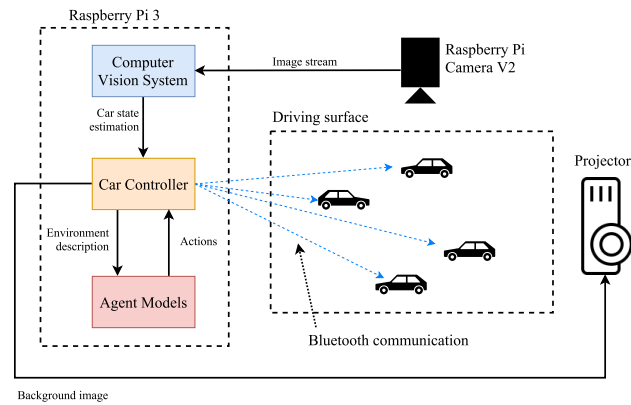 Raspberry Pi 3
Computer
Vision System
Image stream
Raspberry Pi
Camera V2
Car state
estimation
Driving surface
Car Controller
Projector
Environment
description
Actions
Agent Models
Bluetooth communication
Background image